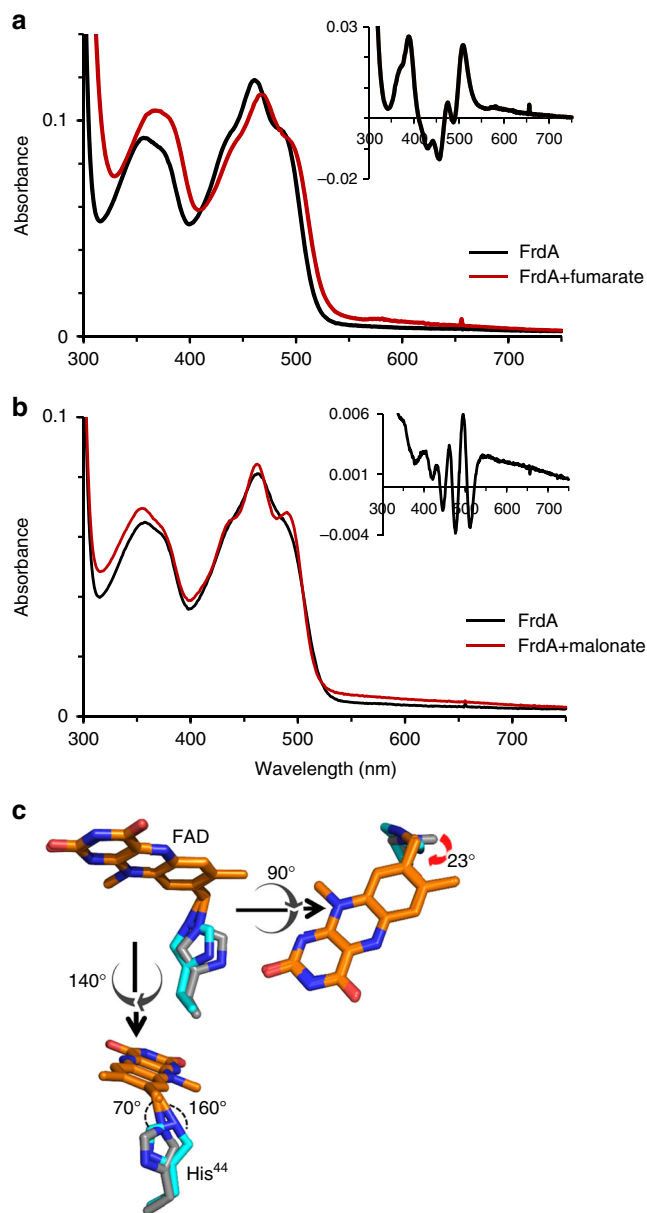 a
0.1
0
Absorbance
300 400 500 600 700
0.03
300 400 500 600 700
−0.02
FrdA
FrdA+fumarate
b
0.1
0
Absorbance
300 400 500 600 700
Wavelength (nm)
0.006
0.001
300 400 500 600 700
−0.004
FrdA
FrdA+malonate
c
FAD
90°
23°
140°
70° 160°
His44